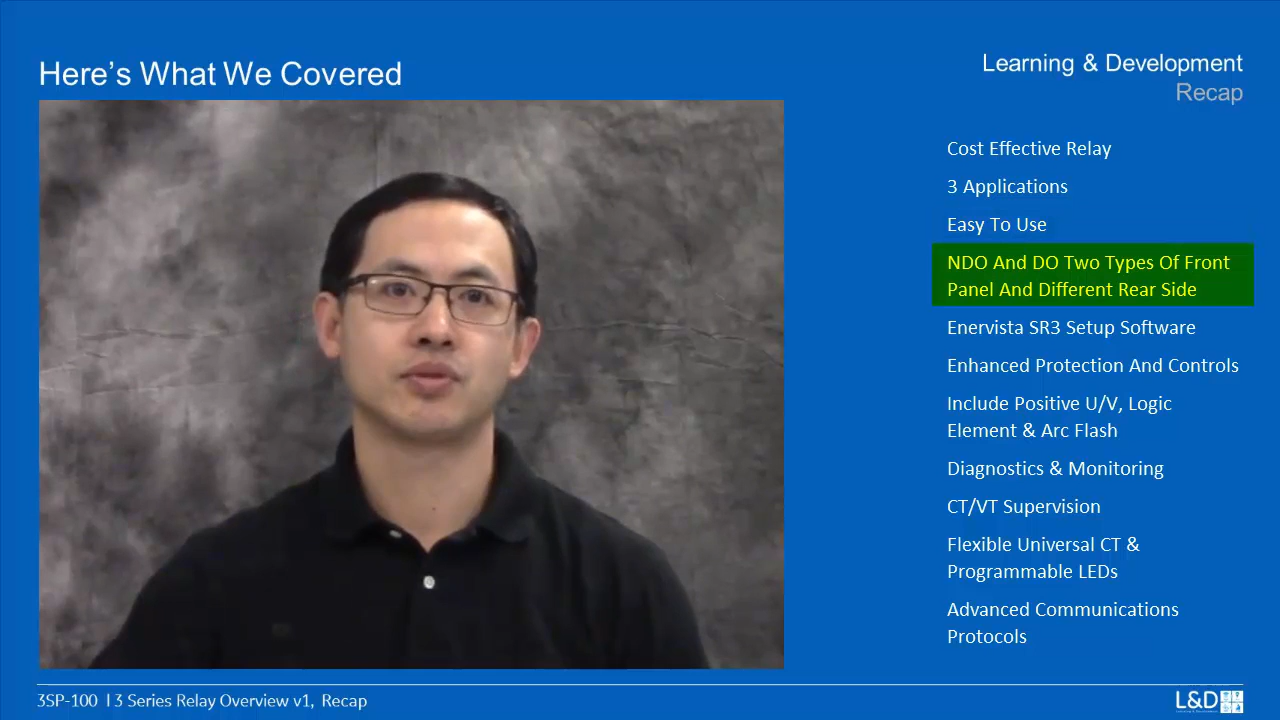 Here's What We Covered
Learning & Development
Recap
Cost Effective Relay
3 Applications
Easy To Use
NDO And DO Two Types Of Front
Panel And Different Rear Side
Enervista SR3 Setup Software
Enhanced Protection And Controls
Include Positive U/V, Logic
Element & Arc Flash
Diagnostics & Monitoring
CT/VT Supervision
Flexible Universal CT &
Programmable LEDs
Advanced Communications
Protocols
3SP-100 | 3 Series Relay Overview v1, Recap
L&D